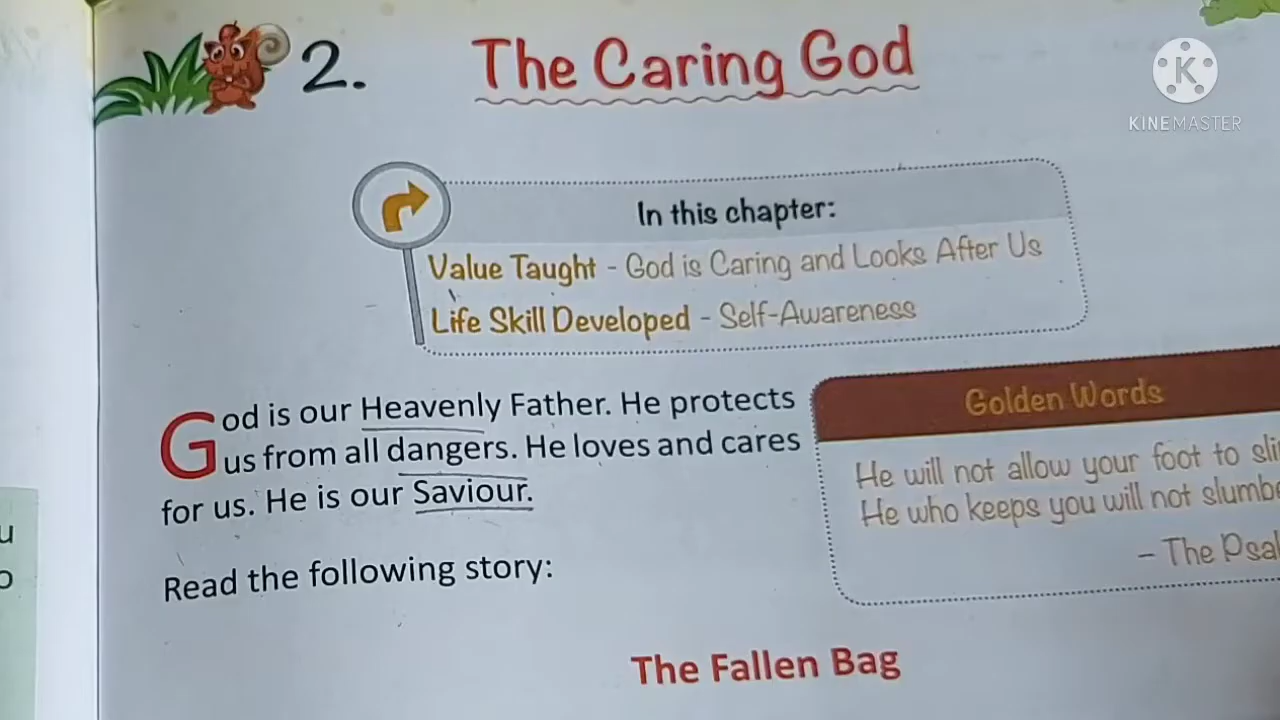 2. The Caring God
KINEMASTER
In this chapter:
Value Taught - God is Caring and Looks After Us
Life Skill Developed - Self-Awareness
God is our Heavenly Father. He protects
us from all dangers. He loves and cares
for us. He is our Saviour.
Golden Words
He will not allow your foot to
He who keeps you will not
– The
Read the following story:
The Fallen Bag